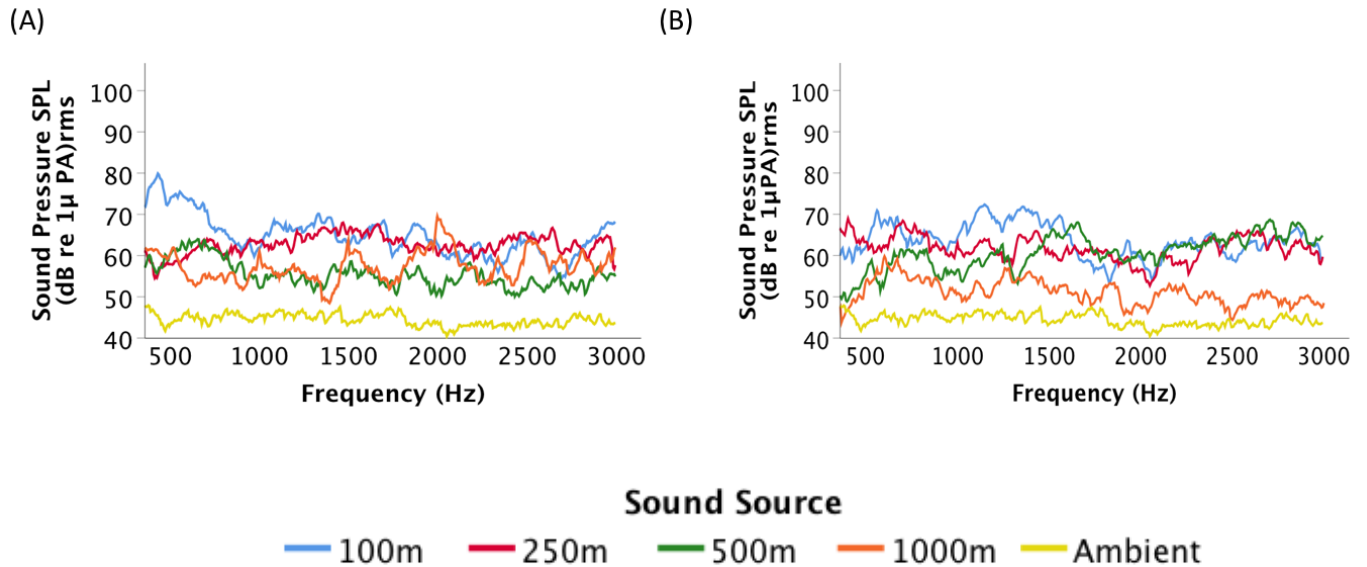 (A)
Sound Pressure SPL
(dB re 1µ PA)rms
100
90
80
70
60
50
40
500 1000 1500 2000 2500 3000
Frequency (Hz)
(B)
Sound Pressure SPL
(dB re 1µPA)rms
100
90
80
70
60
50
40
500 1000 1500 2000 2500 3000
Frequency (Hz)
Sound Source
100m 250m 500m 1000m Ambient